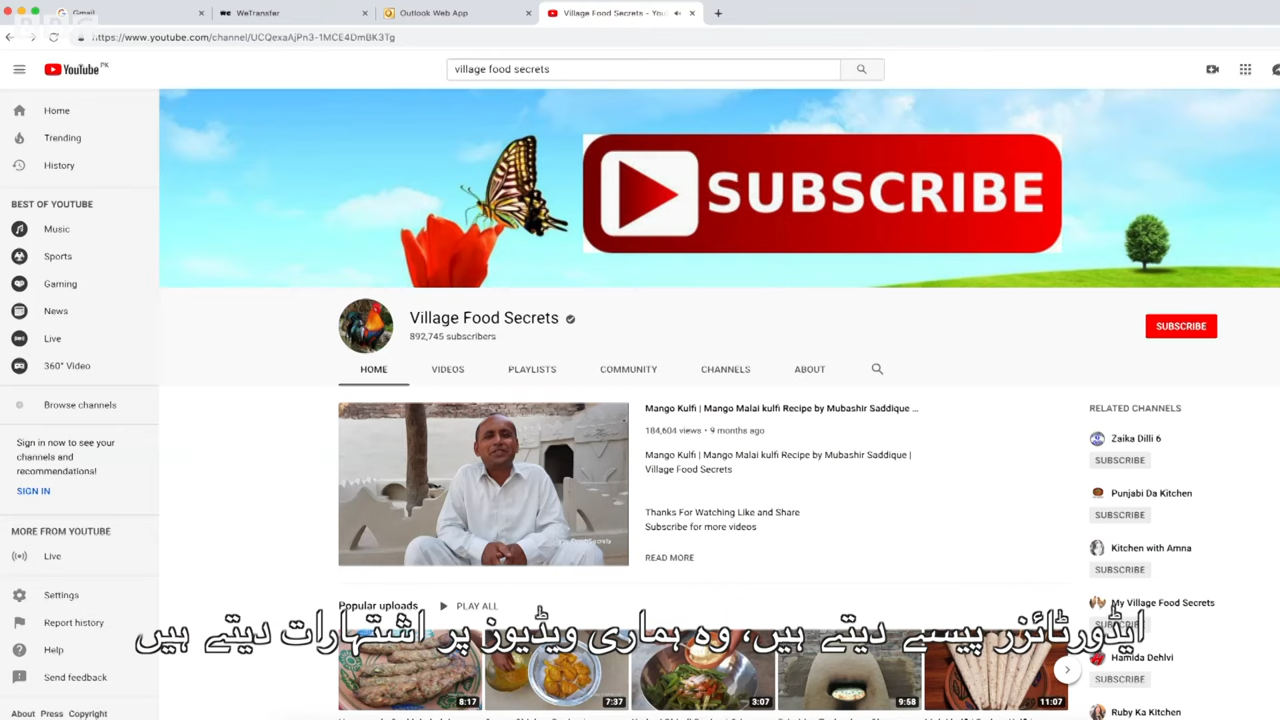 Gmail
WeTransfer
Outlook Web App
Village Food Secrets - You
BBC
https://www.youtube.com/channel/UCQexaAjPn3-1MCE4DmBK3Tg
YouTube PK
village food secrets
Home
Trending
History
BEST OF YOUTUBE
Music
Sports
Gaming
News
Live
360° Video
Browse channels
Sign in now to see your
channels and
recommendations!
SIGN IN
MORE FROM YOUTUBE
Live
Settings
Report history
Help
Send feedback
About Press Copyright
SUBSCRIBE
Village Food Secrets
892,745 subscribers
SUBSCRIBE
HOME VIDEOS PLAYLISTS COMMUNITY CHANNELS ABOUT
Mango Kulfi | Mango Malai kulfi Recipe by Mubashir Saddique ...
184,604 views • 9 months ago
Mango Kulfi | Mango Malai kulfi Recipe by Mubashir Saddique |
Village Food Secrets
Thanks For Watching Like and Share
Subscribe for more videos
READ MORE
Popular uploads PLAY ALL
8:17
7:37
3:07
9:58
11:07
RELATED CHANNELS
Zaika Dilli 6
SUBSCRIBE
Punjabi Da Kitchen
SUBSCRIBE
Kitchen with Amna
SUBSCRIBE
My Village Food Secrets
SUBSCRIBE
Hamida Dehlvi
SUBSCRIBE
Ruby Ka Kitchen
ایڈورٹائزر پیسے دیتے ہیں، وہ ہماری ویڈیوز پر اشتہارات دیتے ہیں